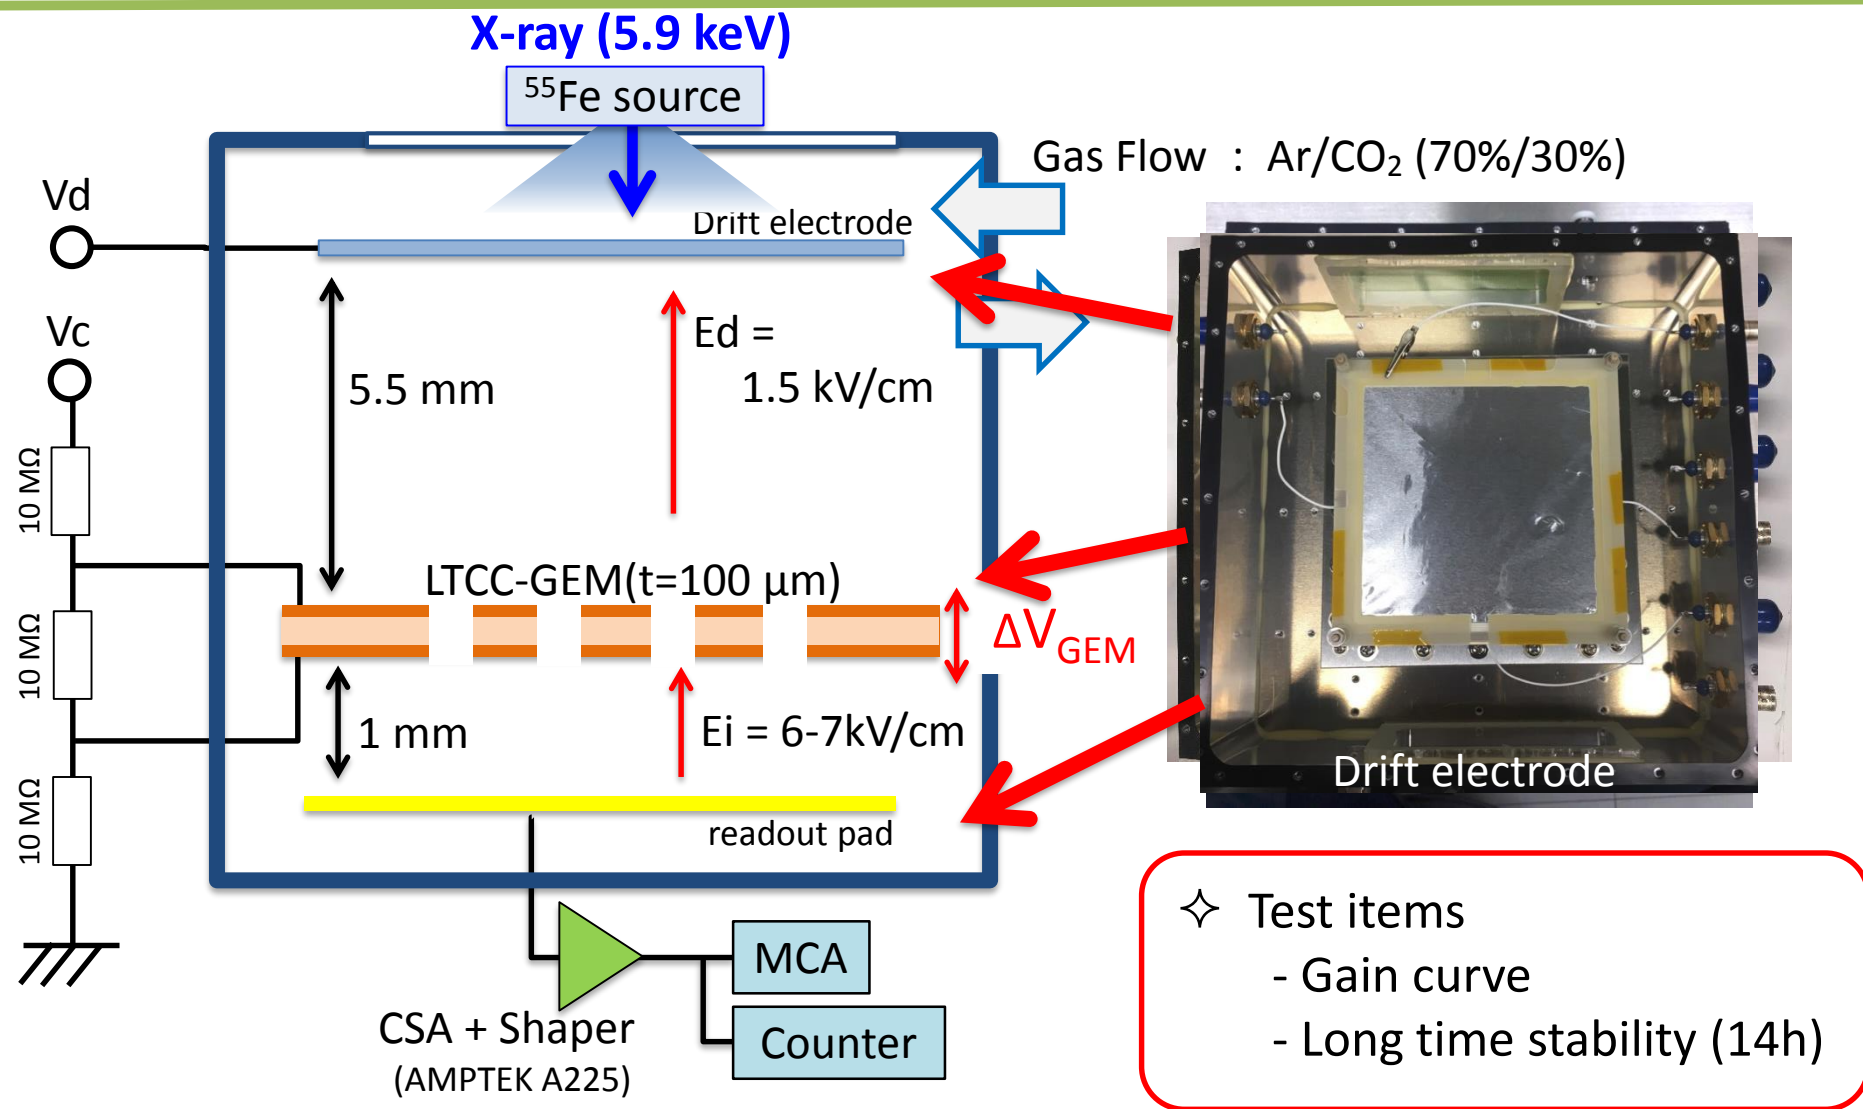 X-ray (5.9 keV)
⁵⁵Fe source
Gas Flow : Ar/CO₂ (70%/30%)
Vd
Drift electrode
Vc
Ed =
1.5 kV/cm
5.5 mm
10 MΩ
LTCC-GEM(t=100 μm)
10 MΩ
ΔV_GEM
1 mm
Ei = 6-7kV/cm
10 MΩ
readout pad
Drift electrode
MCA
CSA + Shaper
(AMPTEK A225)
Counter
✧ Test items
- Gain curve
- Long time stability (14h)